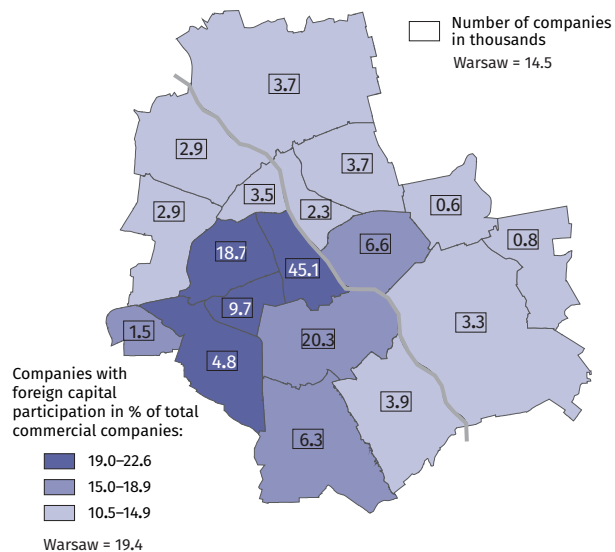 Number of companies
in thousands
Warsaw = 14.5
3.7
2.9
3.7
3.5
2.3
2.9
0.6
0.8
6.6
18.7
45.1
9.7
1.5
20.3
3.3
4.8
3.9
6.3
Companies with
foreign capital
participation in % of total
commercial companies:
19.0–22.6
15.0–18.9
10.5–14.9
Warsaw = 19.4